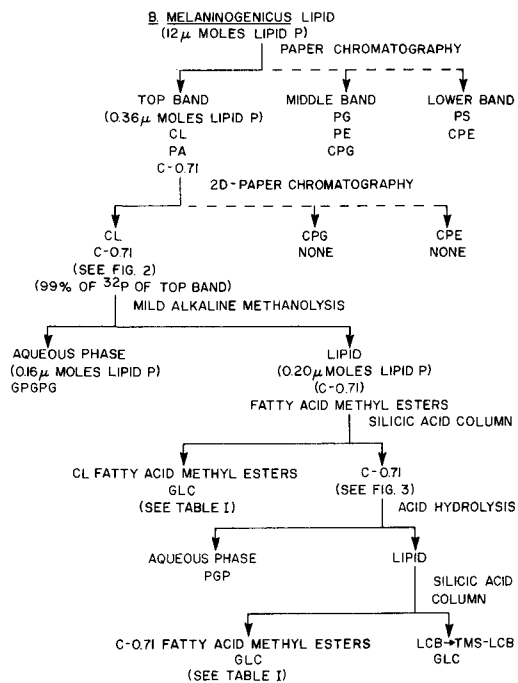 B. MELANINOGENICUS LIPID
(12μ MOLES LIPID P)
PAPER CHROMATOGRAPHY
TOP BAND
(0.36μ MOLES LIPID P)
CL
PA
C-0.71
MIDDLE BAND
PG
PE
CPG
LOWER BAND
PS
CPE
2D-PAPER CHROMATOGRAPHY
CL
C-0.71
(SEE FIG. 2)
(99% OF 32P OF TOP BAND)
CPG
NONE
CPE
NONE
MILD ALKALINE METHANOLYSIS
AQUEOUS PHASE
(0.16μ MOLES LIPID P)
GPGPG
LIPID
(0.20μ MOLES LIPID P)
(C-0.71)
FATTY ACID METHYL ESTERS
SILICIC ACID COLUMN
CL FATTY ACID METHYL ESTERS
GLC
(SEE TABLE I)
C-0.71
(SEE FIG. 3)
ACID HYDROLYSIS
AQUEOUS PHASE
PGP
LIPID
SILICIC ACID
COLUMN
C-0.71 FATTY ACID METHYL ESTERS
GLC
(SEE TABLE I)
LCB→TMS-LCB
GLC